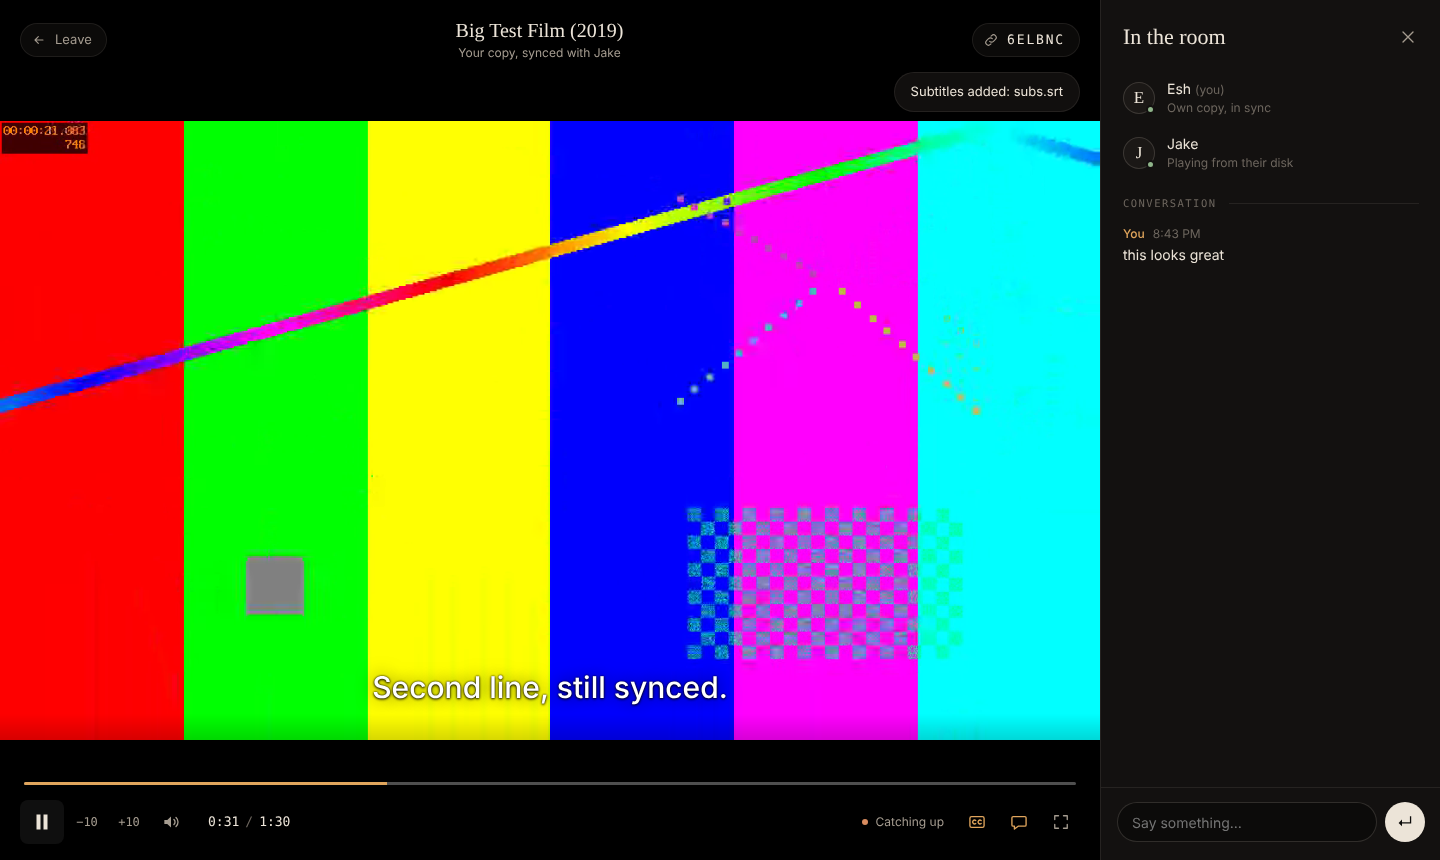 Leave
Big Test Film (2019)
Your copy, synced with Jake
6ELBNC
Subtitles added: subs.srt
746
Second line, still synced.
−10
+10
0:31 / 1:30
Catching up
In the room
E
Esh (you)
Own copy, in sync
J
Jake
Playing from their disk
CONVERSATION
You 8:43 PM
this looks great
Say something...